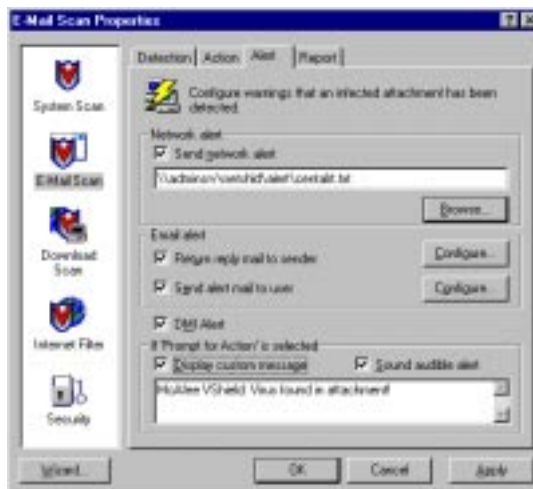 E-Mail Scan Properties
Detection
Action
Alert
Report
System Scan
E-Mail Scan
Download Scan
Internet Filter
Security
Configure warnings that an infected attachment has been
detected.
Network alert
Send network alert
Browse...
Email alert
Return reply mail to sender
Configure...
Send alert mail to user
Configure...
DMI Alert
If 'Prompt for Action' is selected
Display custom message
Sound audible alert
McAfee VShield: Virus found in attachment!
Wizard...
OK
Cancel
Apply